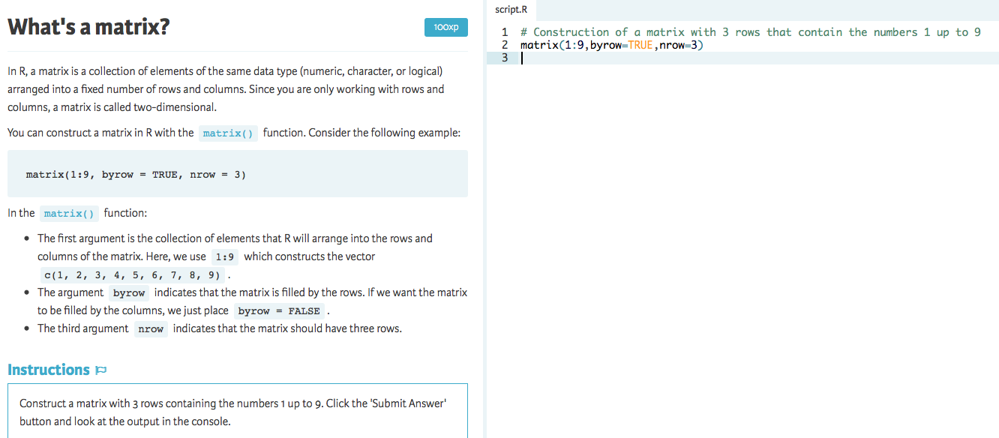 What's a matrix?
100xp
In R, a matrix is a collection of elements of the same data type (numeric, character, or logical)
arranged into a fixed number of rows and columns. Since you are only working with rows and
columns, a matrix is called two-dimensional.
You can construct a matrix in R with the matrix() function. Consider the following example:
matrix(1:9, byrow = TRUE, nrow = 3)
In the matrix() function:
• The first argument is the collection of elements that R will arrange into the rows and
columns of the matrix. Here, we use 1:9 which constructs the vector
c(1, 2, 3, 4, 5, 6, 7, 8, 9) .
• The argument byrow indicates that the matrix is filled by the rows. If we want the matrix
to be filled by the columns, we just place byrow = FALSE .
• The third argument nrow indicates that the matrix should have three rows.
Instructions
Construct a matrix with 3 rows containing the numbers 1 up to 9. Click the 'Submit Answer'
button and look at the output in the console.
script.R
1 # Construction of a matrix with 3 rows that contain the numbers 1 up to 9
2 matrix(1:9,byrow=TRUE,nrow=3)
3